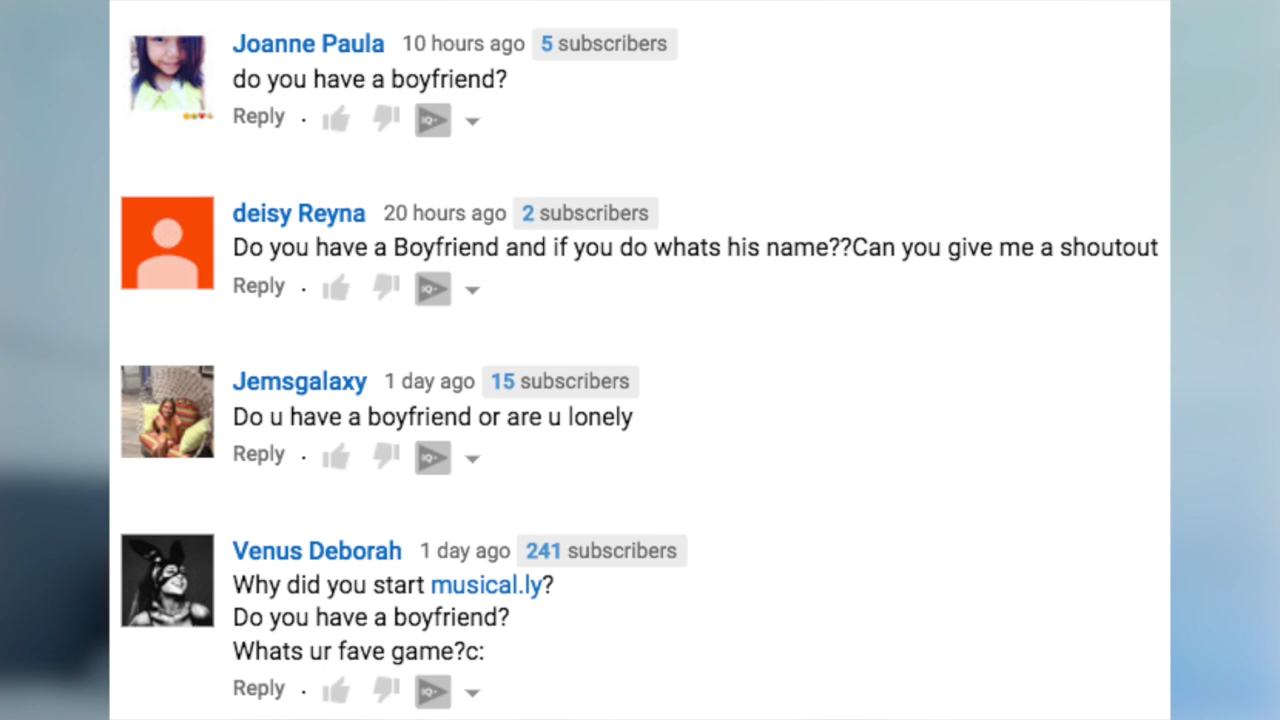 Joanne Paula 10 hours ago 5 subscribers
do you have a boyfriend?
Reply ·
deisy Reyna 20 hours ago 2 subscribers
Do you have a Boyfriend and if you do whats his name??Can you give me a shoutout
Reply ·
Jemsgalaxy 1 day ago 15 subscribers
Do u have a boyfriend or are u lonely
Reply ·
Venus Deborah 1 day ago 241 subscribers
Why did you start musical.ly?
Do you have a boyfriend?
Whats ur fave game?c:
Reply ·